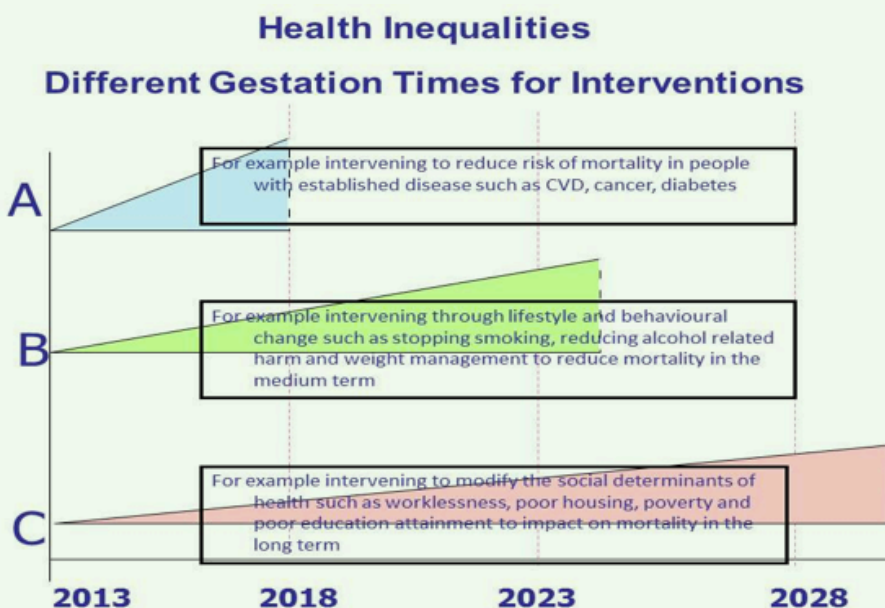 Health Inequalities
Different Gestation Times for Interventions
A
For example intervening to reduce risk of mortality in people
with established disease such as CVD, cancer, diabetes
B
For example intervening through lifestyle and behavioural
change such as stopping smoking, reducing alcohol related
harm and weight management to reduce mortality in the
medium term
C
For example intervening to modify the social determinants of
health such as worklessness, poor housing, poverty and
poor education attainment to impact on mortality in the
long term
2013 2018 2023 2028